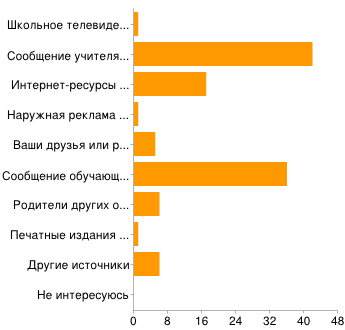 Школьное телевиде...
Сообщение учителя...
Интернет-ресурсы ...
Наружная реклама ...
Ваши друзья или р...
Сообщение обучающ...
Родители других о...
Печатные издания ...
Другие источники
Не интересуюсь
0 8 16 24 32 40 48